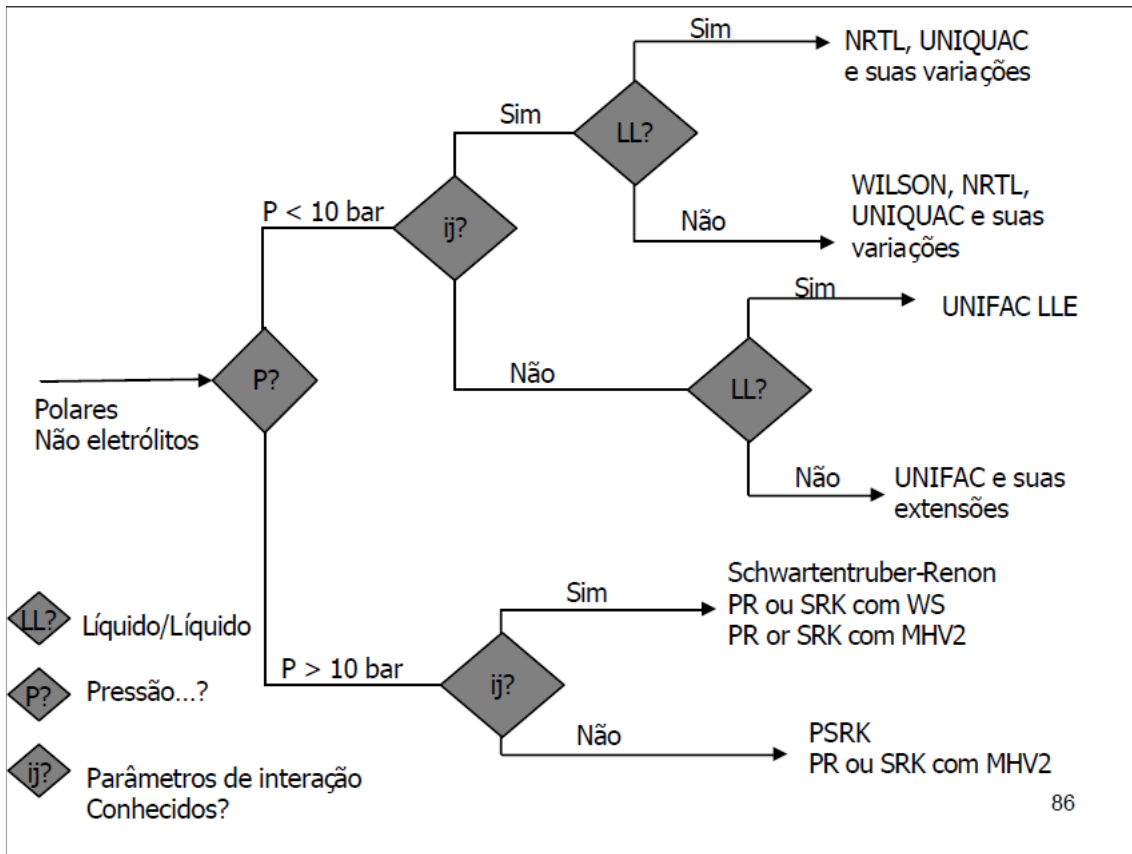 Sim
NRTL, UNIQUAC
e suas variações
LL?
Sim
WILSON, NRTL,
UNIQUAC e suas
variações
Não
P < 10 bar
ij?
Sim
UNIFAC LLE
P?
Não
LL?
Polares
Não eletrólitos
Não
UNIFAC e suas
extensões
Schwartentruber-Renon
PR ou SRK com WS
PR or SRK com MHV2
Sim
LL?
Líquido/Líquido
P > 10 bar
ij?
P?
Pressão...?
Não
PSRK
PR ou SRK com MHV2
ij?
Parâmetros de interação
Conhecidos?
86